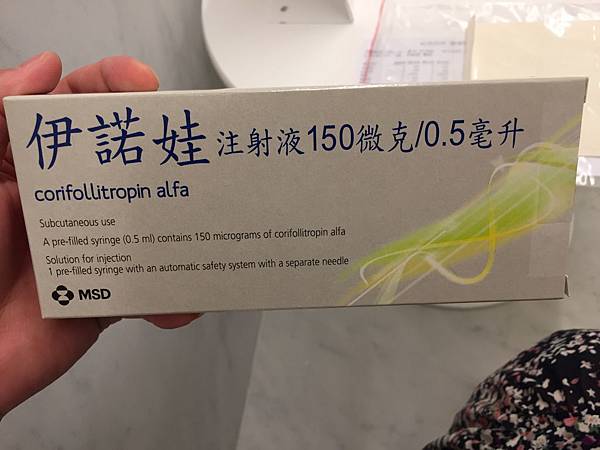 伊諾娃 注射液150微克/0.5毫升
corifollitropin alfa
Subcutaneous use
A pre-filled syringe (0.5 ml) contains 150 micrograms of corifollitropin alfa
Solution for injection
1 pre-filled syringe with an automatic safety system with a separate needle
MSD